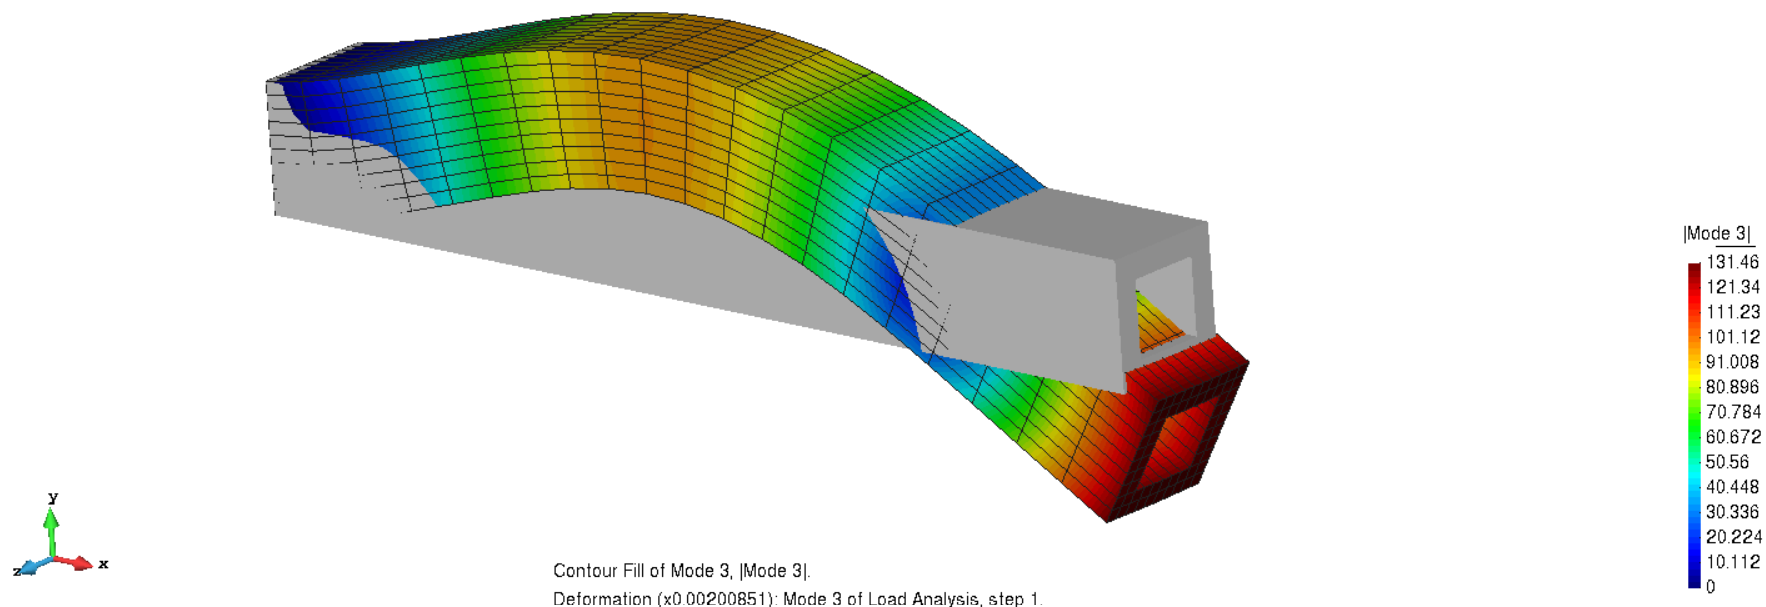 |Mode 3|
131.46
121.34
111.23
101.12
91.008
80.896
70.784
60.672
50.56
40.448
30.336
20.224
10.112
0
y
z
x
Contour Fill of Mode 3, |Mode 3|.
Deformation (x0.00200851): Mode 3 of Load Analysis, step 1.